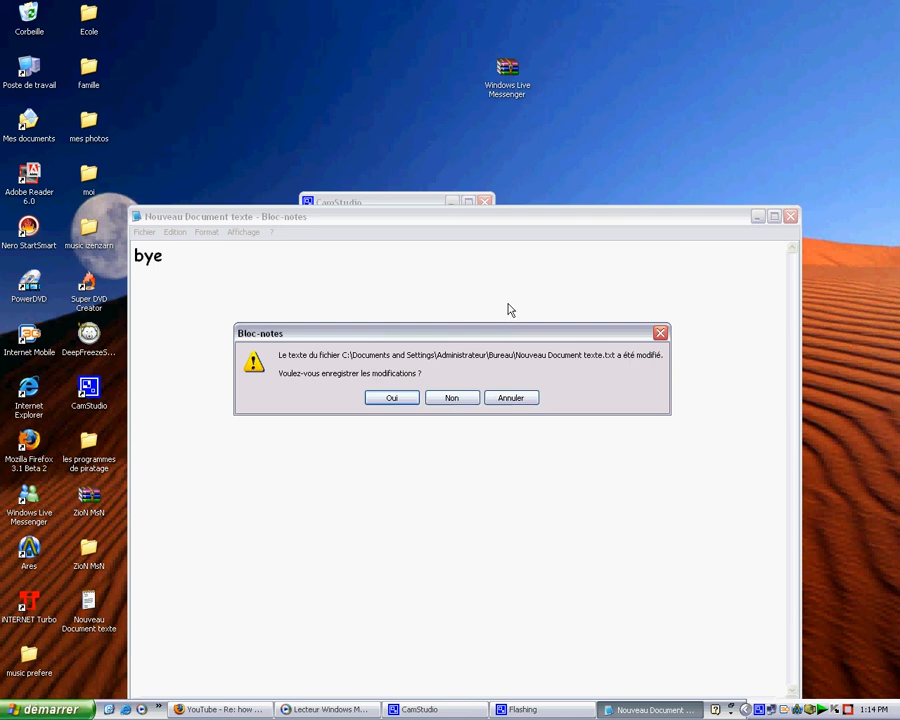 Corbeille
Ecole
Poste de travail
famille
Windows Live
Messenger
Mes documents
mes photos
Adobe Reader
6.0
moi
Nero StartSmart
music izenzarn
PowerDVD
Super DVD
Creator
Internet Mobile
DeepFreezeS...
Internet
Explorer
CamStudio
Mozilla Firefox
3.1 Beta 2
les programmes
de piratage
Windows Live
Messenger
ZioN MsN
Ares
ZioN MsN
iNTERNET Turbo
Nouveau
Document texte
music prefere
CamStudio
Nouveau Document texte - Bloc-notes
Fichier Edition Format Affichage ?
bye
Bloc-notes
Le texte du fichier C:\Documents and Settings\Administrateur\Bureau\Nouveau Document texte.txt a été modifié.
Voulez-vous enregistrer les modifications ?
Oui Non Annuler
demarrer
YouTube - Re: how ...
Lecteur Windows M...
CamStudio
Flashing
Nouveau Document ...
1:14 PM